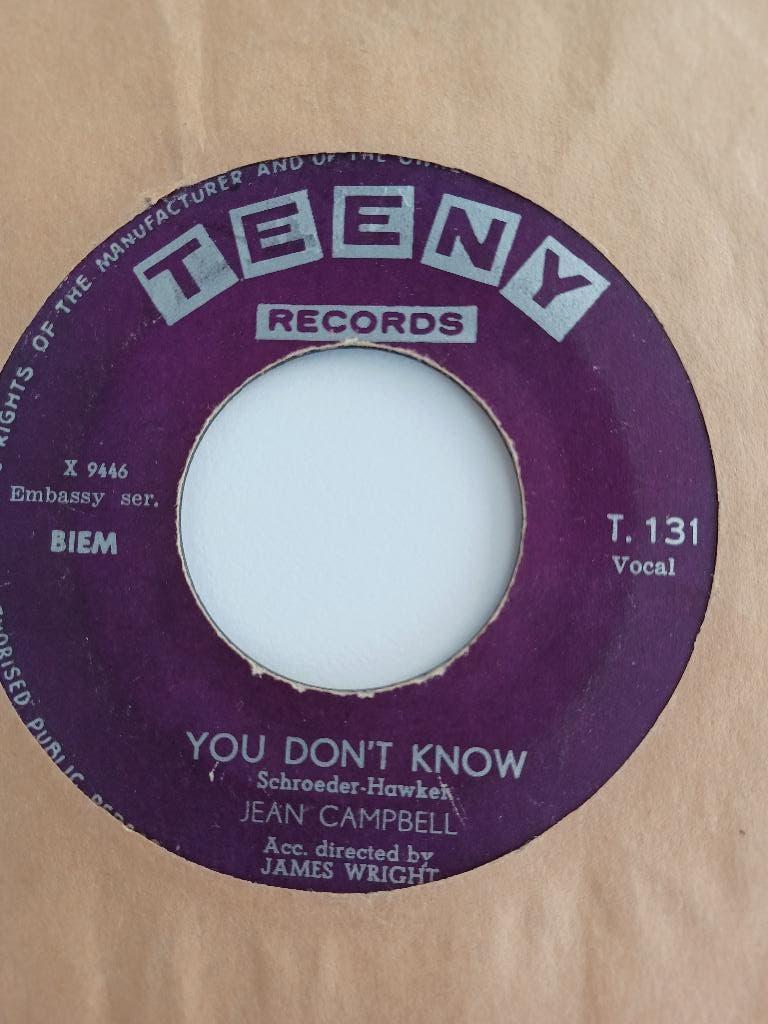 RIGHTS OF THE MANUFACTURER AND OF THE
TEENY
RECORDS
X 9446
Embassy ser.
BIEM
T. 131
Vocal
YOU DON'T KNOW
Schroeder-Hawker
JEAN CAMPBELL
Acc. directed by
JAMES WRIGHT
PUBLIC